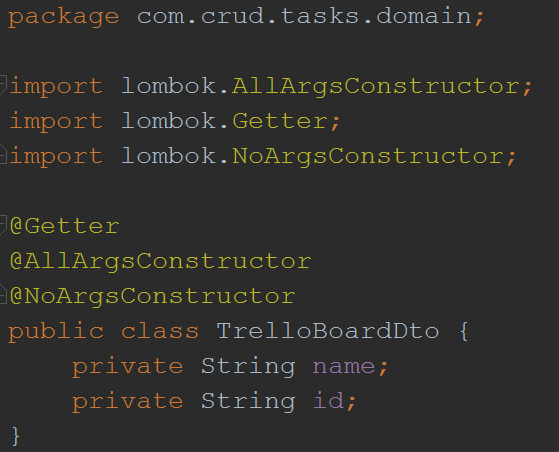 package com.crud.tasks.domain;
import lombok.AllArgsConstructor;
import lombok.Getter;
import lombok.NoArgsConstructor;
@Getter
@AllArgsConstructor
@NoArgsConstructor
public class TrelloBoardDto {
    private String name;
    private String id;
}